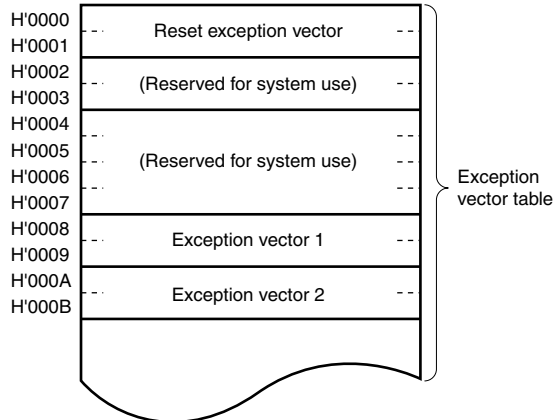 H'0000
H'0001
Reset exception vector
H'0002
H'0003
(Reserved for system use)
H'0004
H'0005
H'0006
H'0007
(Reserved for system use)
H'0008
H'0009
Exception vector 1
H'000A
H'000B
Exception vector 2
Exception
vector table